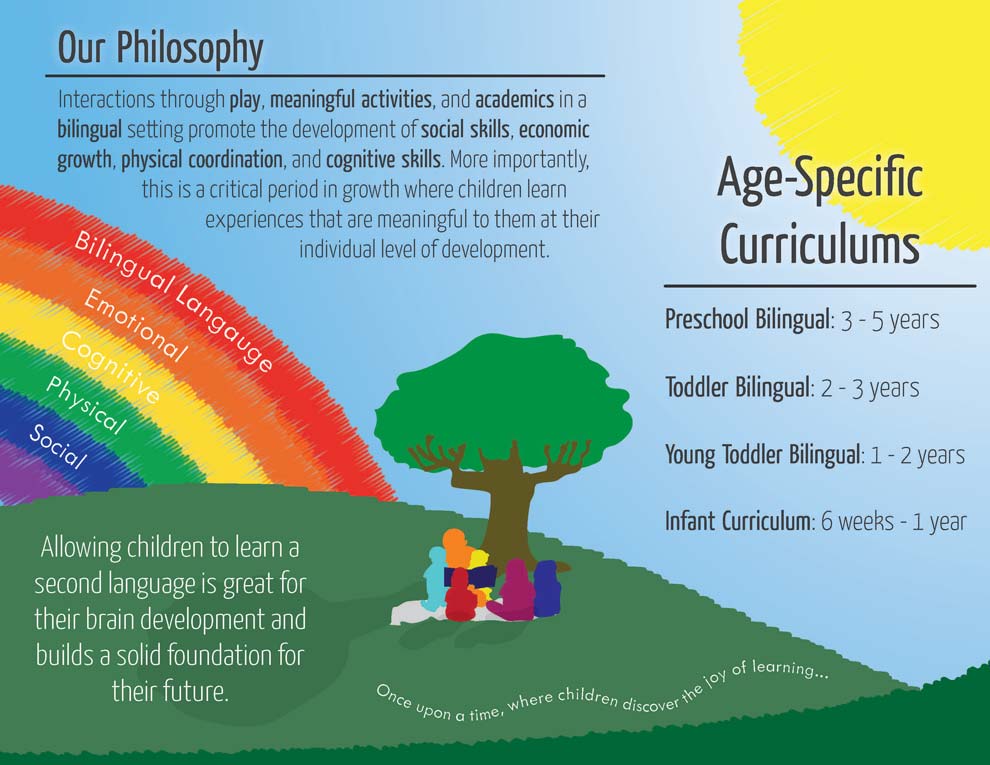 Our Philosophy
Interactions through play, meaningful activities, and academics in a
bilingual setting promote the development of social skills, economic
growth, physical coordination, and cognitive skills. More importantly,
this is a critical period in growth where children learn
experiences that are meaningful to them at their
individual level of development.
Bilingual Langauge
Emotional
Cognitive
Physical
Social
Allowing children to learn a
second language is great for
their brain development and
builds a solid foundation for
their future.
Once upon a time, where children discover the joy of learning...
Age-Specific
Curriculums
Preschool Bilingual: 3 - 5 years
Toddler Bilingual: 2 - 3 years
Young Toddler Bilingual: 1 - 2 years
Infant Curriculum: 6 weeks - 1 year